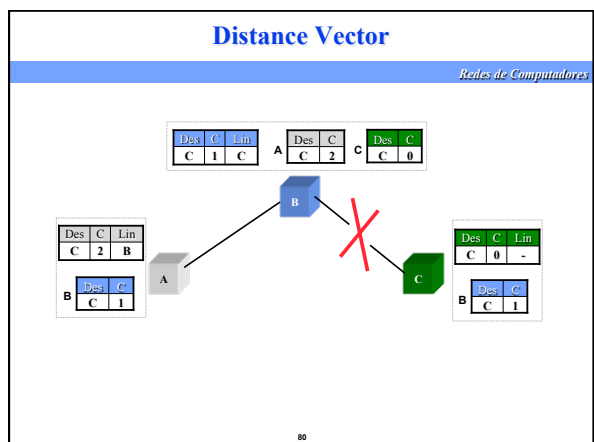 Distance Vector
Redes de Computadores
Des C Lin
C 1 C
A
Des C
C 2
C
Des C
C 0
B
Des C Lin
C 2 B
B
Des C
C 1
A
C
Des C Lin
C 0 -
B
Des C
C 1
80